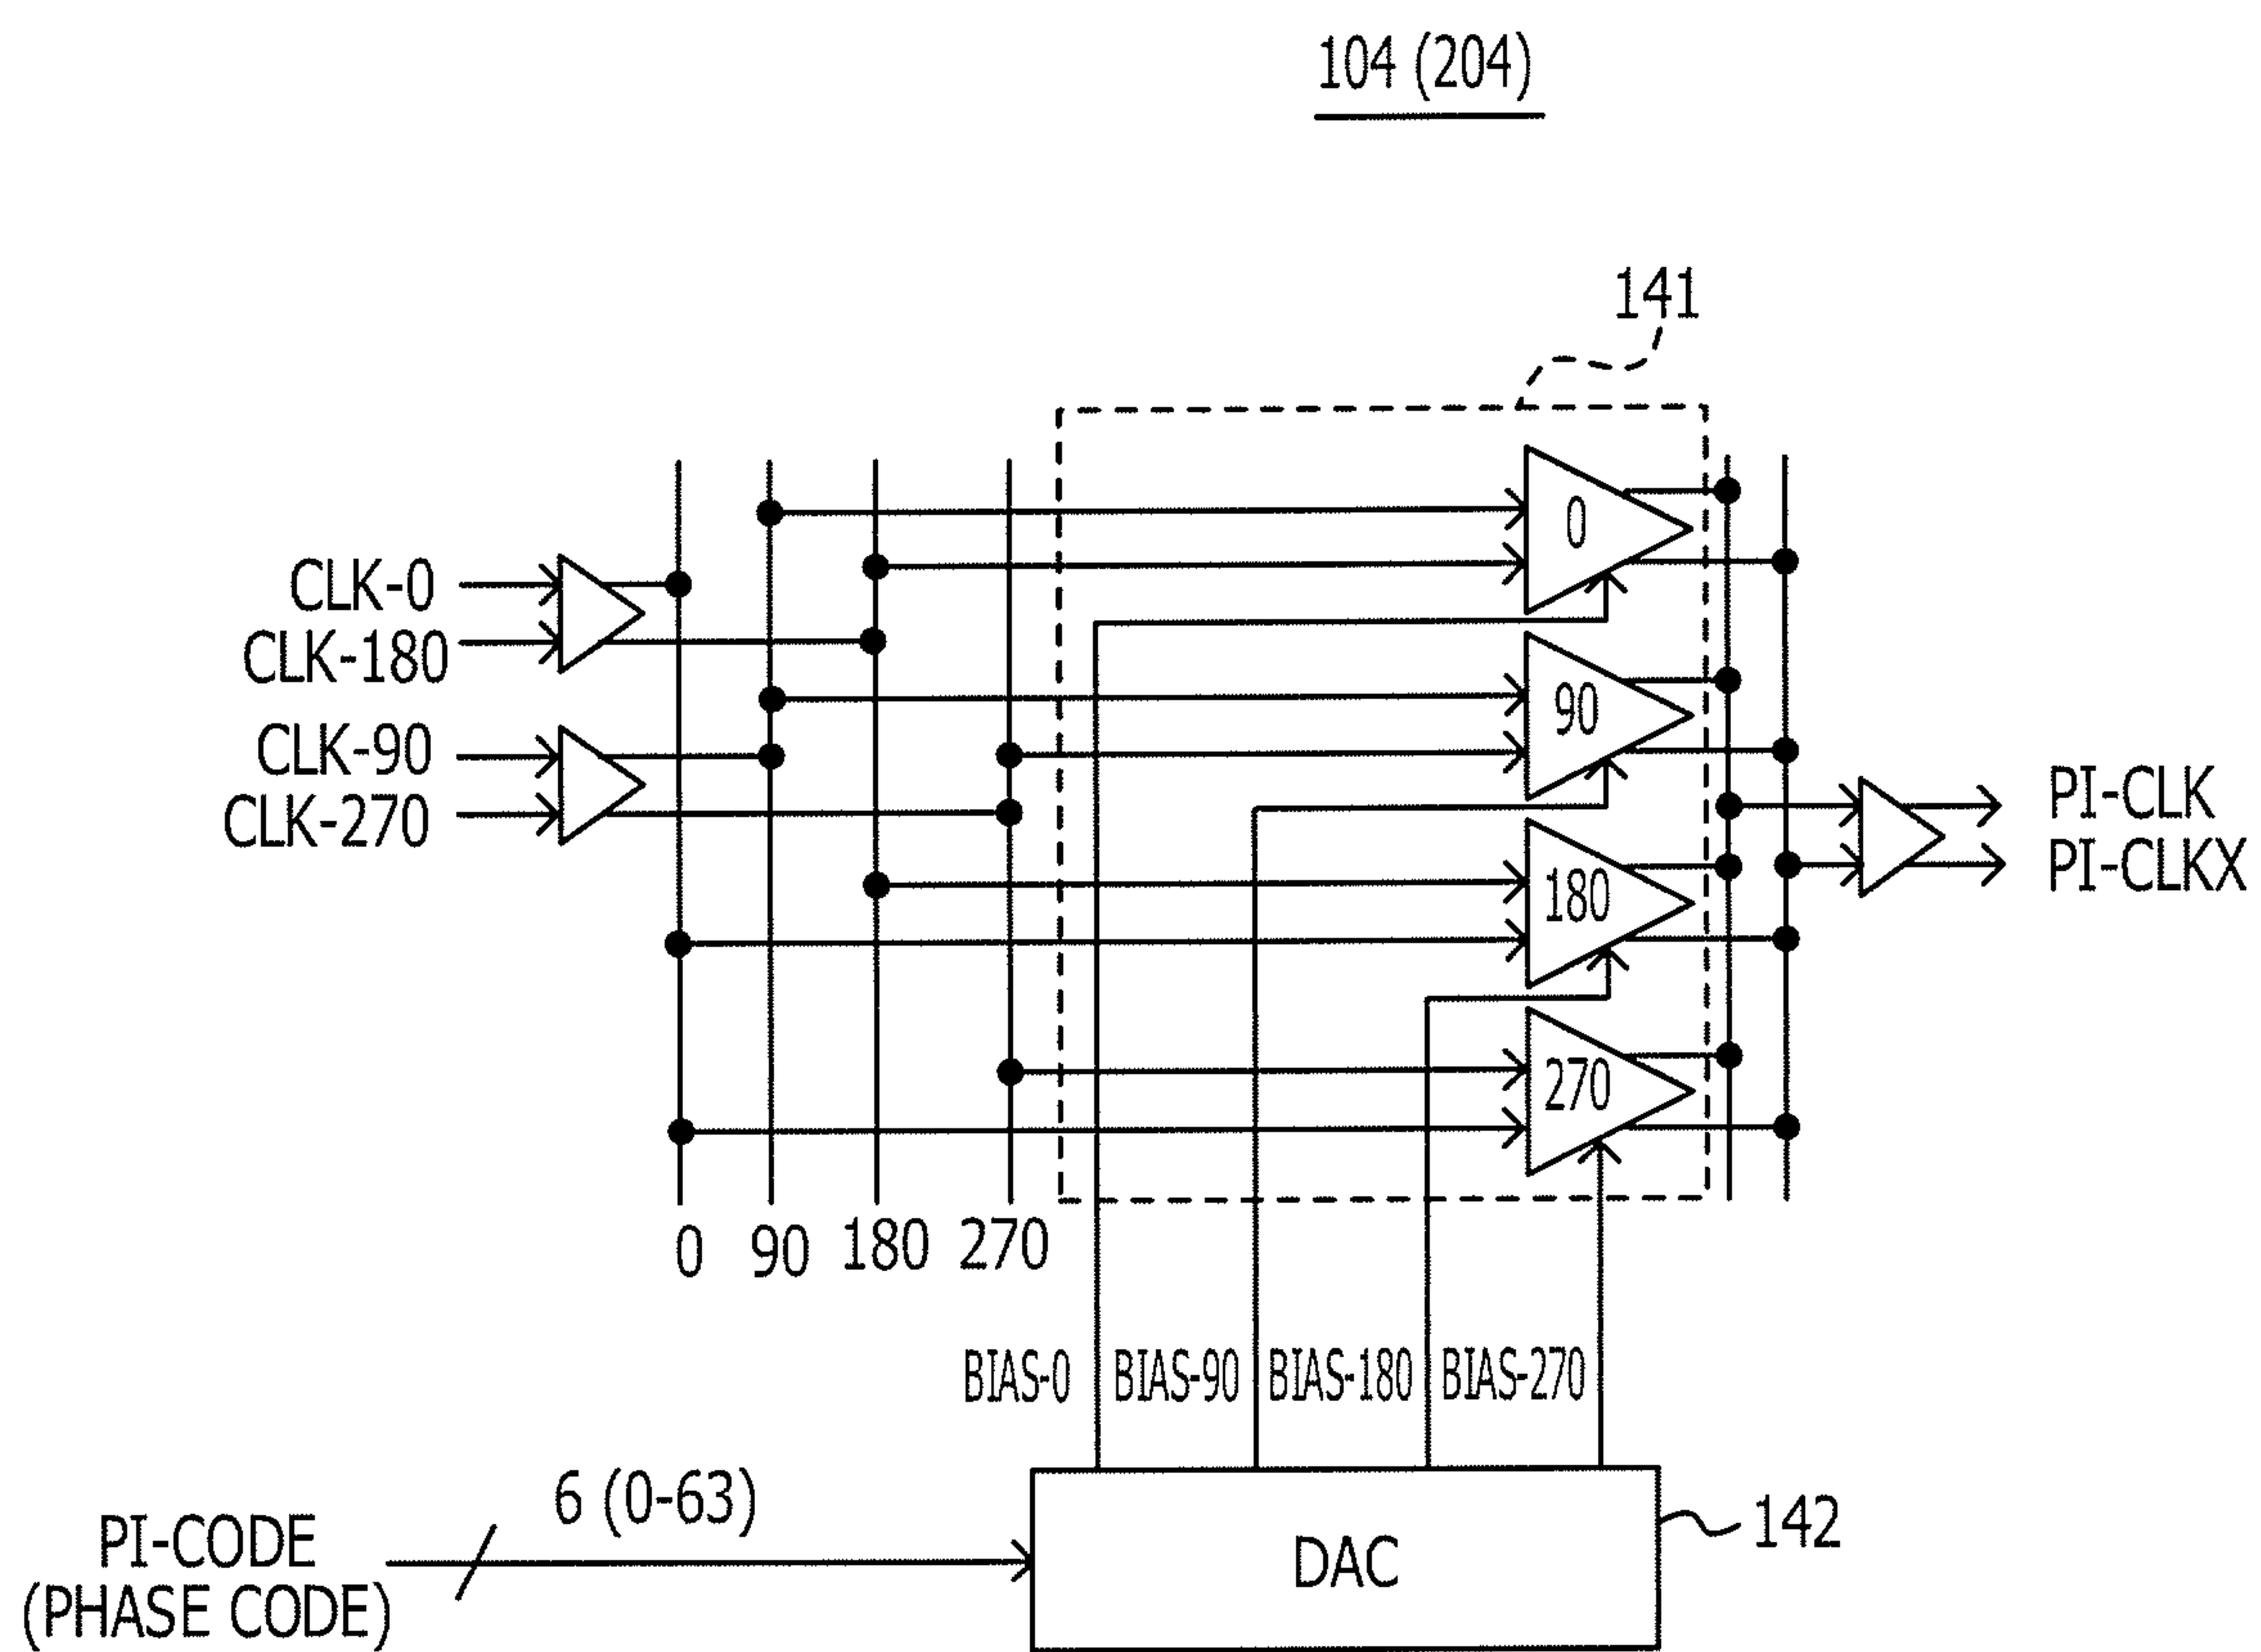 104 (204)
141
0
CLK-0
CLK-180
90
CLK-90
CLK-270
PI-CLK
PI-CLKX
180
270
0 90 180 270
BIAS-0 BIAS-90 BIAS-180 BIAS-270
6 (0-63)
PI-CODE
(PHASE CODE)
DAC
142